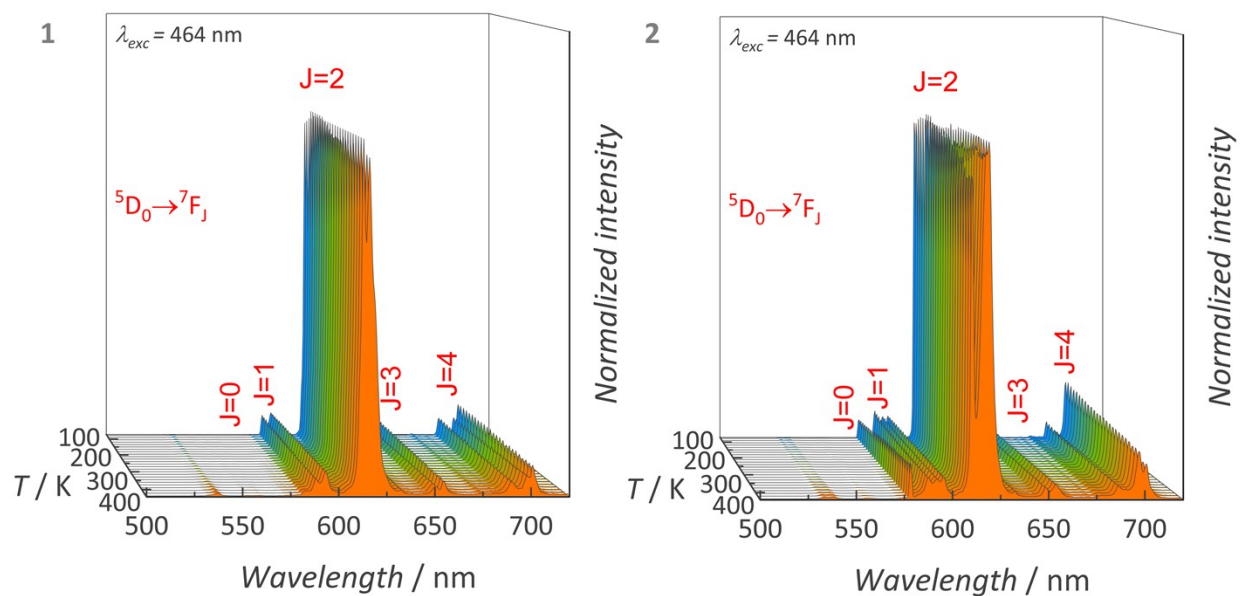 1
λexc = 464 nm
J=2
⁵D₀→⁷F_J
J=0
J=1
J=3
J=4
Normalized intensity
100
200
300
400
T / K
500
550
600
650
700
Wavelength / nm
2
λexc = 464 nm
J=2
⁵D₀→⁷F_J
J=0
J=1
J=3
J=4
Normalized intensity
100
200
300
400
T / K
500
550
600
650
700
Wavelength / nm